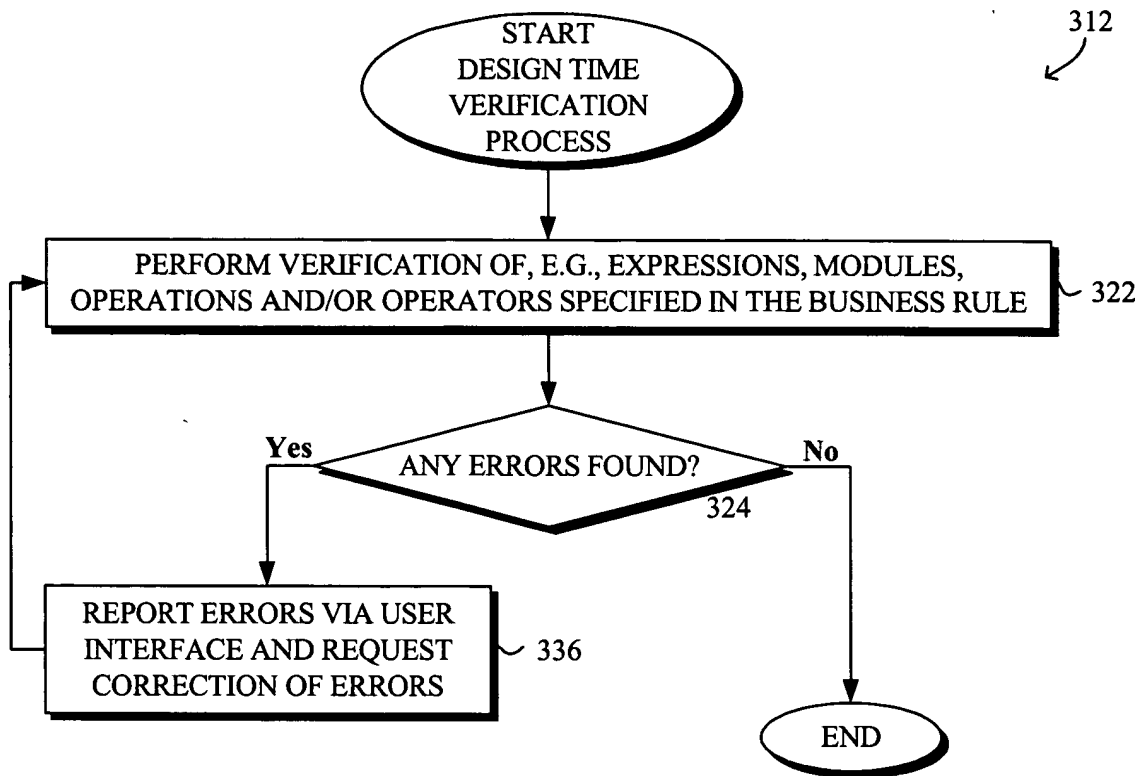 312
START
DESIGN TIME
VERIFICATION
PROCESS
PERFORM VERIFICATION OF, E.G., EXPRESSIONS, MODULES,
OPERATIONS AND/OR OPERATORS SPECIFIED IN THE BUSINESS RULE
322
Yes
ANY ERRORS FOUND?
No
324
REPORT ERRORS VIA USER
INTERFACE AND REQUEST
CORRECTION OF ERRORS
336
END